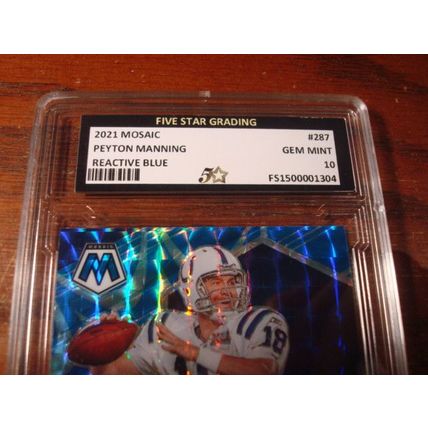 FIVE STAR GRADING
2021 MOSAIC #287
PEYTON MANNING GEM MINT
REACTIVE BLUE 10
5 FS1500001304
MOSAIC
M
18